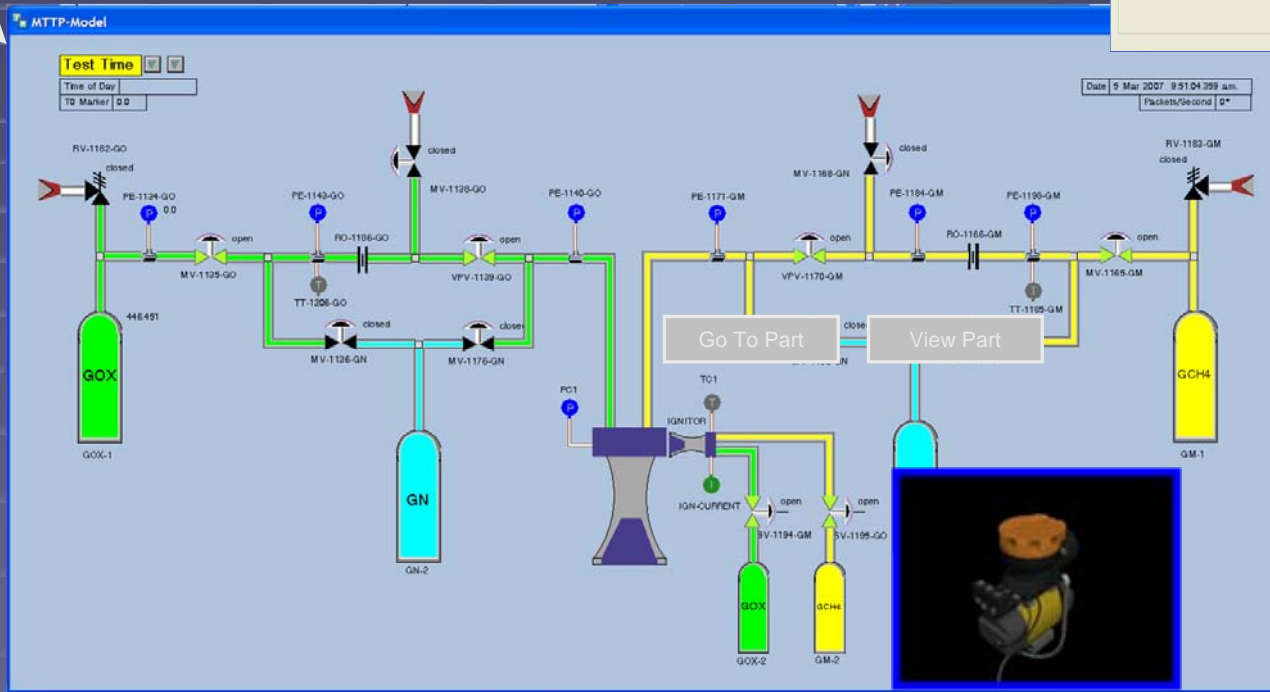 MTTP-Model
Test Time
Time of Day
T0 Marker 0.0
Date 5 Mar 2007 9:51:04.359 am.
Packets/Second 0*
RV-1182-GO
closed
PE-1134-GO
0.0
MV-1135-GO
open
PE-1143-GO
RO-1186-GO
TT-1206-GO
closed
MV-1138-GO
open
VPV-1139-GO
PE-1140-GO
closed
MV-1136-GN
closed
MV-1176-GN
446.451
GOX
GOX-1
GN
GN-2
PE-1171-GM
MV-1168-GN
closed
open
VPV-1170-GM
PE-1184-GM
RO-1166-GM
PE-1198-GM
TT-1185-GM
open
MV-1165-GM
RV-1183-GM
closed
GCH4
GM-1
Go To Part
View Part
PC1
P
TC1
T
IGNITOR
IGN-CURRENT
I
open
SV-1194-GM
open
SV-1195-GO
GOX
GOX-2
GCH4
GM-2